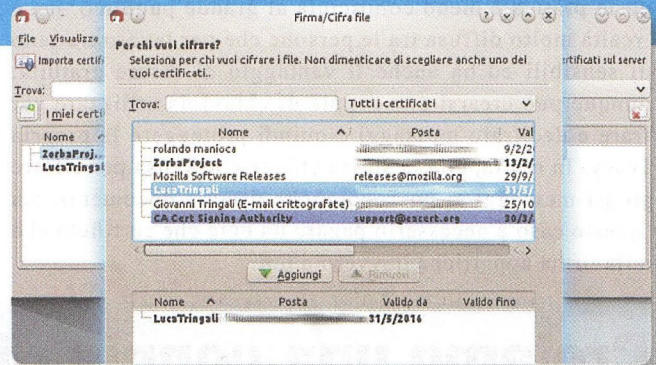 Firma/Cifra file
File Visualizza
Per chi vuoi cifrare?
Seleziona per chi vuoi cifrare i file. Non dimenticare di scegliere anche uno dei
tuoi certificati..
Importa certif
rtificati sul server
Trova:
Trova: Tutti i certificati
I miei certi
Nome
ZerbaProj..
LucaTringal
Nome Posta Val
rolando manioca 9/2/2
ZerbaProject 13/2/
Mozilla Software Releases releases@mozilla.org 29/9/
LucaTringali 31/5/
Giovanni Tringali (E-mail crittografate) 25/10
CA Cert Signing Authority support@cacert.org 30/3/
Aggiungi Rimuovi
Nome Posta Valido da Valido fino
LucaTringali 31/5/2016